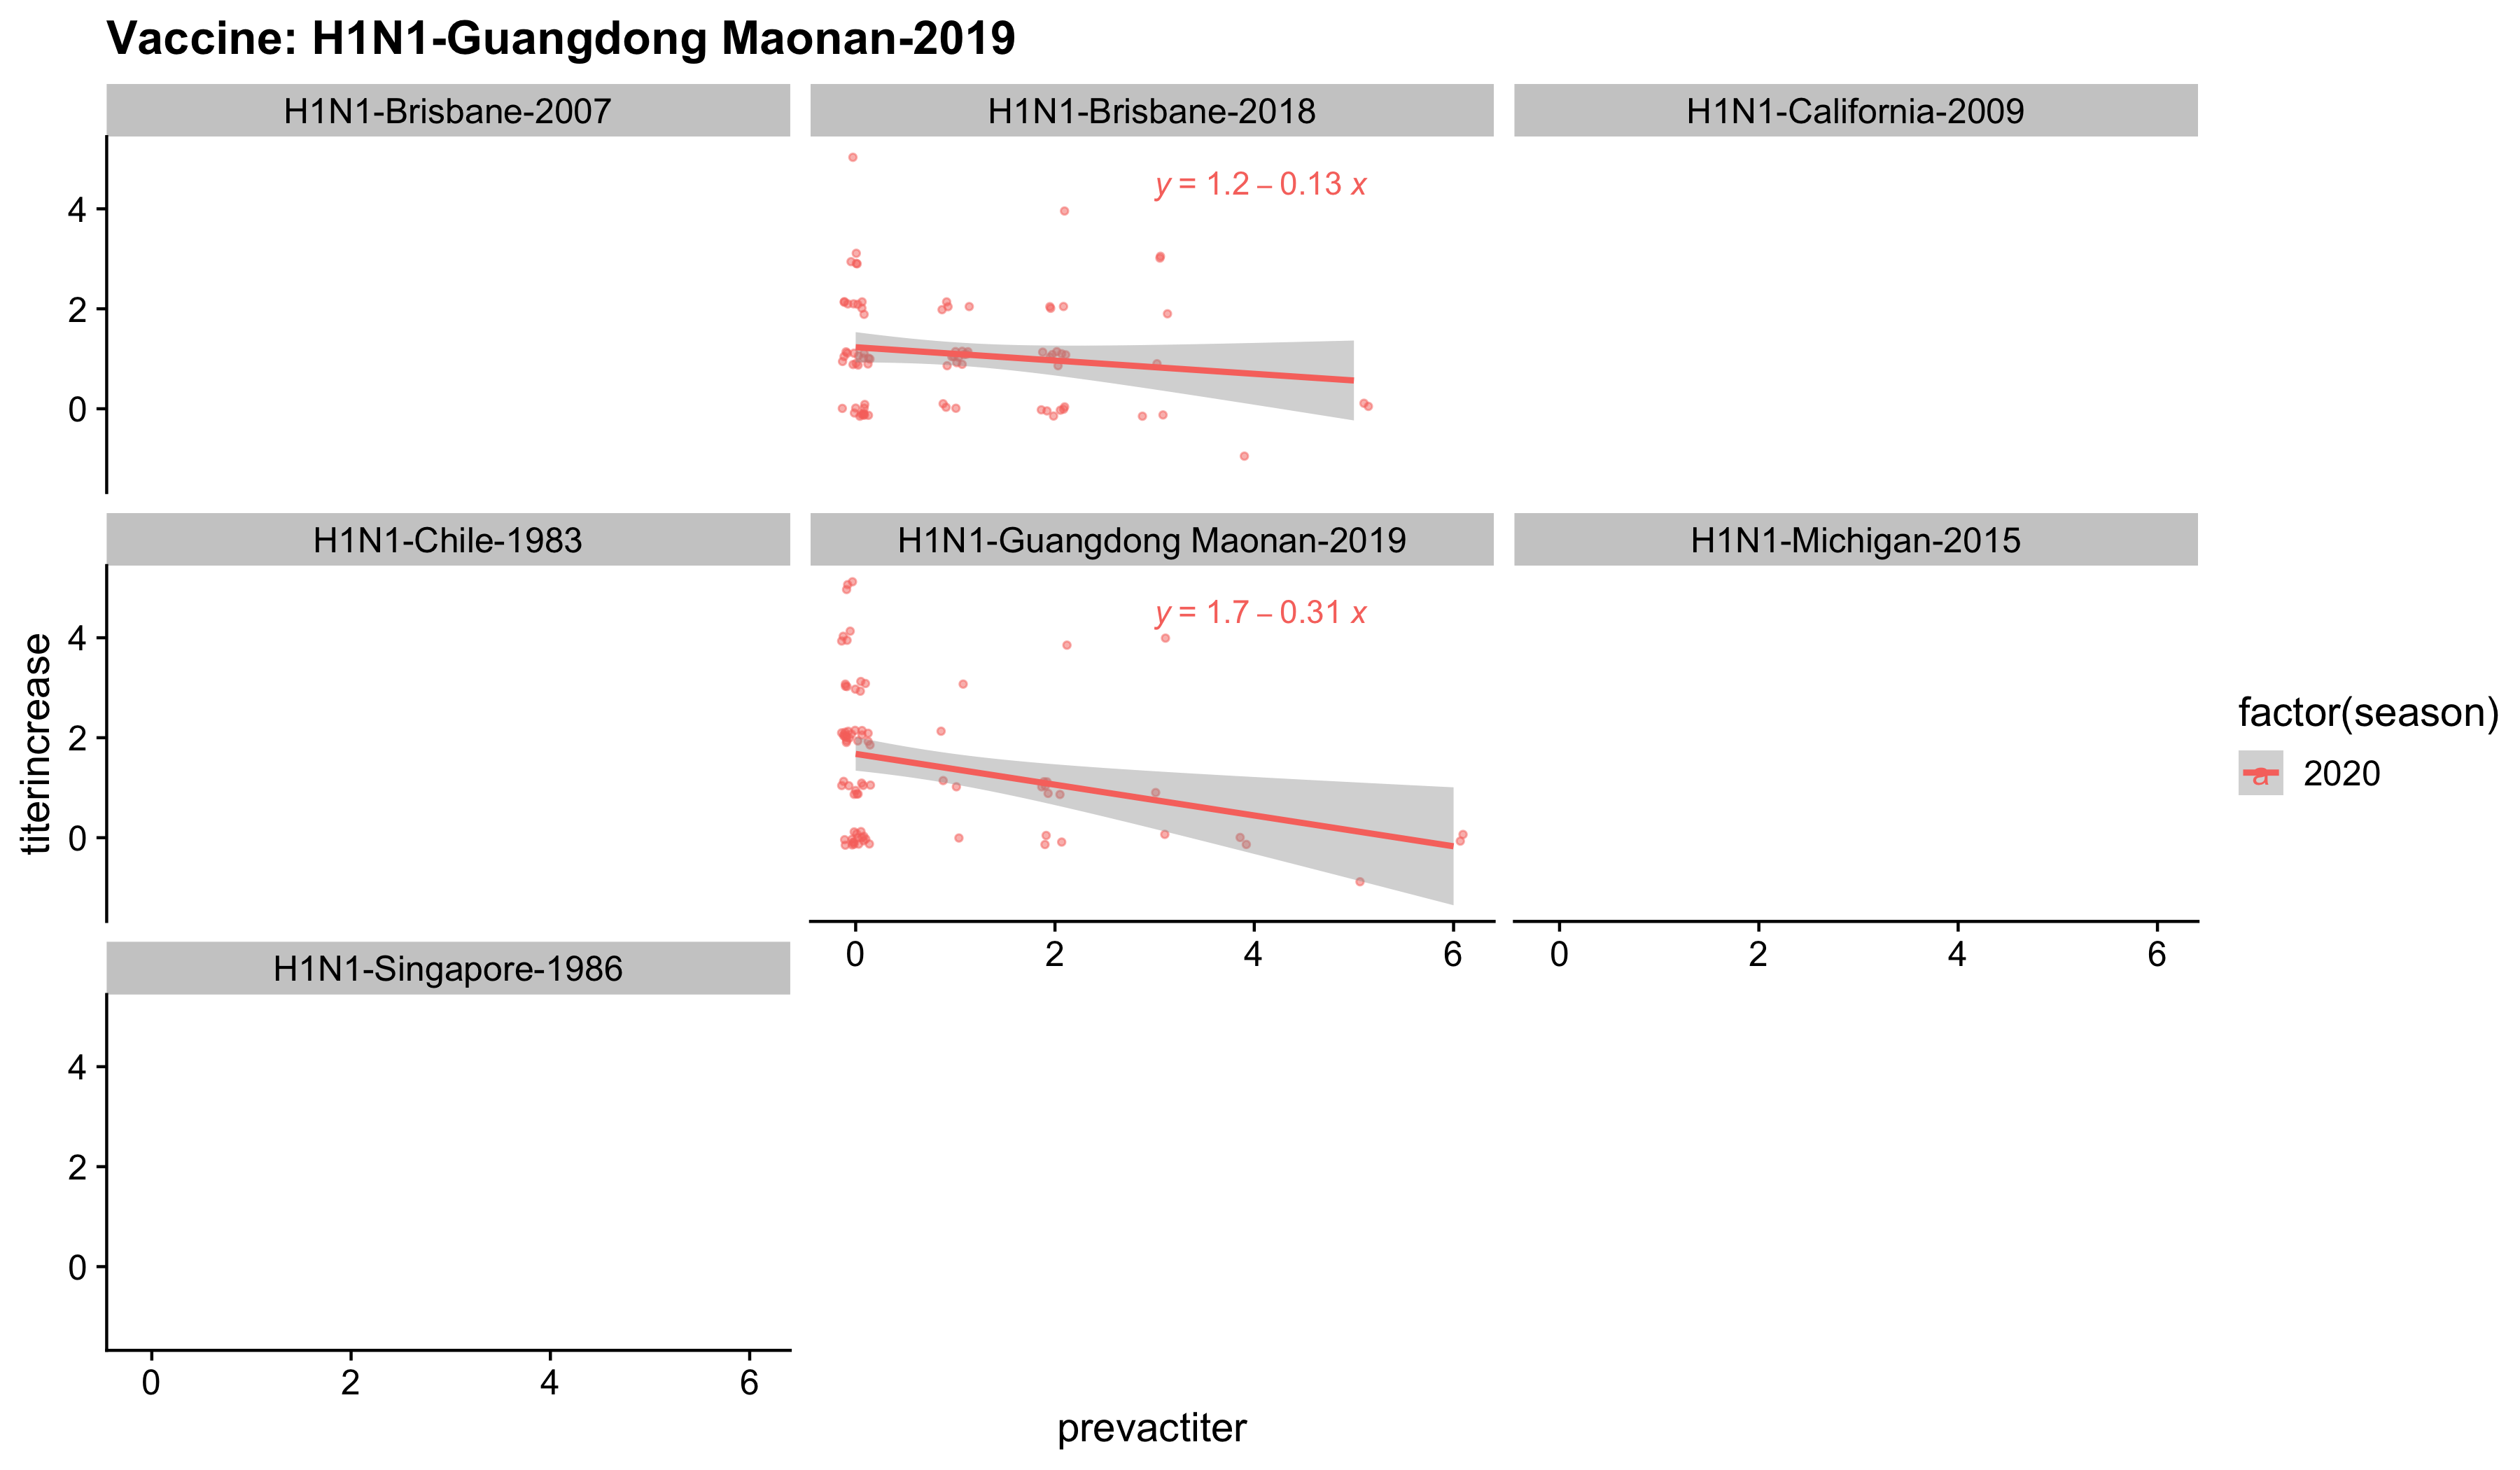 Vaccine: H1N1-Guangdong Maonan-2019
H1N1-Brisbane-2007
H1N1-Brisbane-2018
H1N1-California-2009
4
2
0
y = 1.2 – 0.13 x
H1N1-Chile-1983
H1N1-Guangdong Maonan-2019
H1N1-Michigan-2015
4
2
0
y = 1.7 – 0.31 x
0 2 4 6
0 2 4 6
H1N1-Singapore-1986
4
2
0
0 2 4 6
prevactiter
titerincrease
factor(season)
a 2020